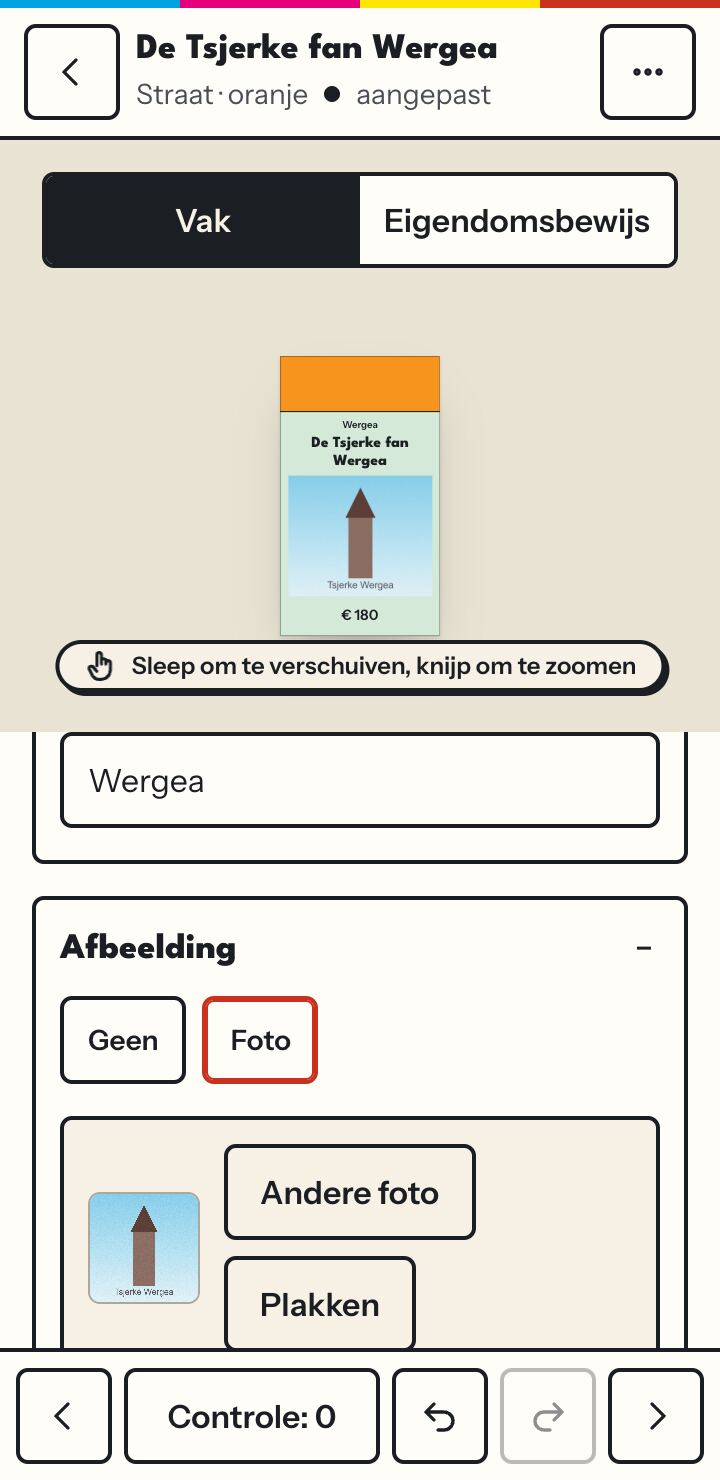 De Tsjerke fan Wergea
Straat · oranje ● aangepast
Vak
Eigendomsbewijs
Wergea
De Tsjerke fan
Wergea
Tsjerke Wergea
€ 180
Sleep om te verschuiven, knijp om te zoomen
Wergea
Afbeelding
Geen
Foto
Andere foto
Tsjerke Wergea
Plakken
Controle: 0